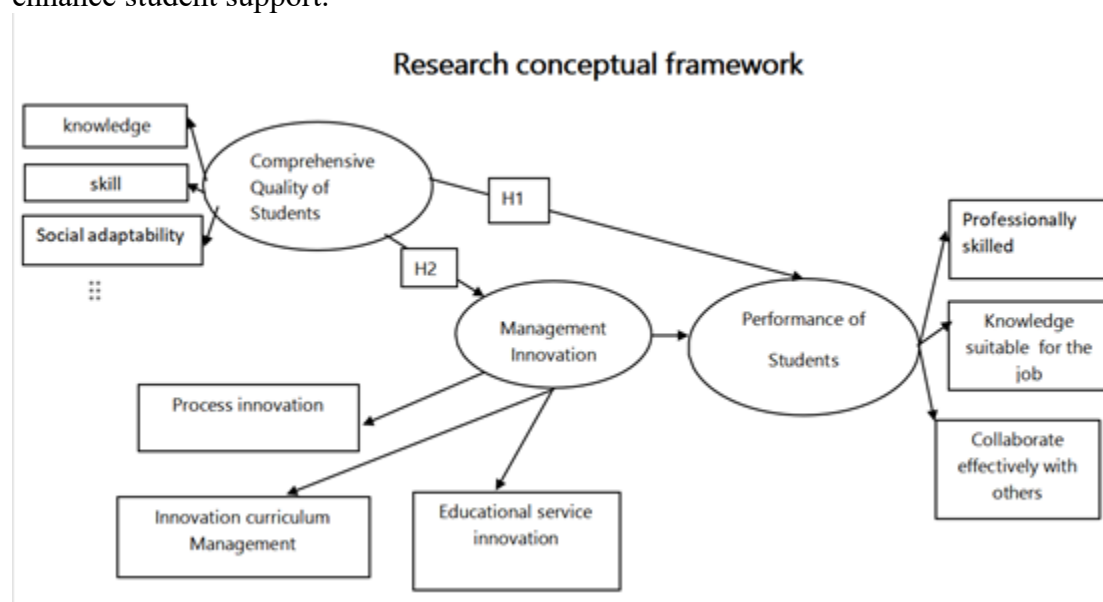 enhance student support.
Research conceptual framework
knowledge
skill
Social adaptability
Comprehensive
Quality of
Students
H1
H2
Management
Innovation
Performance of
Students
Professionally
skilled
Knowledge
suitable for the
job
Collaborate
effectively with
others
Process innovation
Innovation curriculum
Management
Educational service
innovation